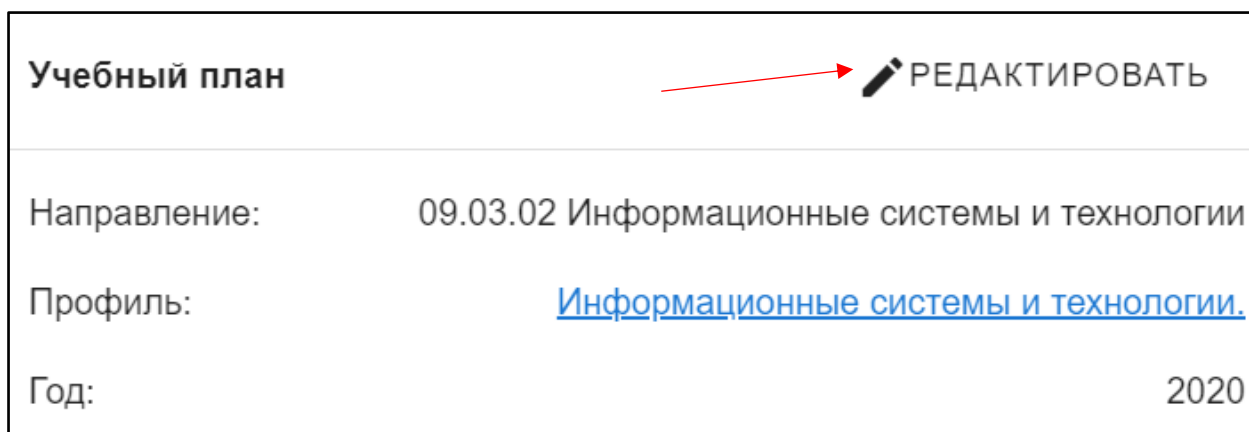 Учебный план РЕДАКТИРОВАТЬ
Направление: 09.03.02 Информационные системы и технологии
Профиль: Информационные системы и технологии.
Год: 2020